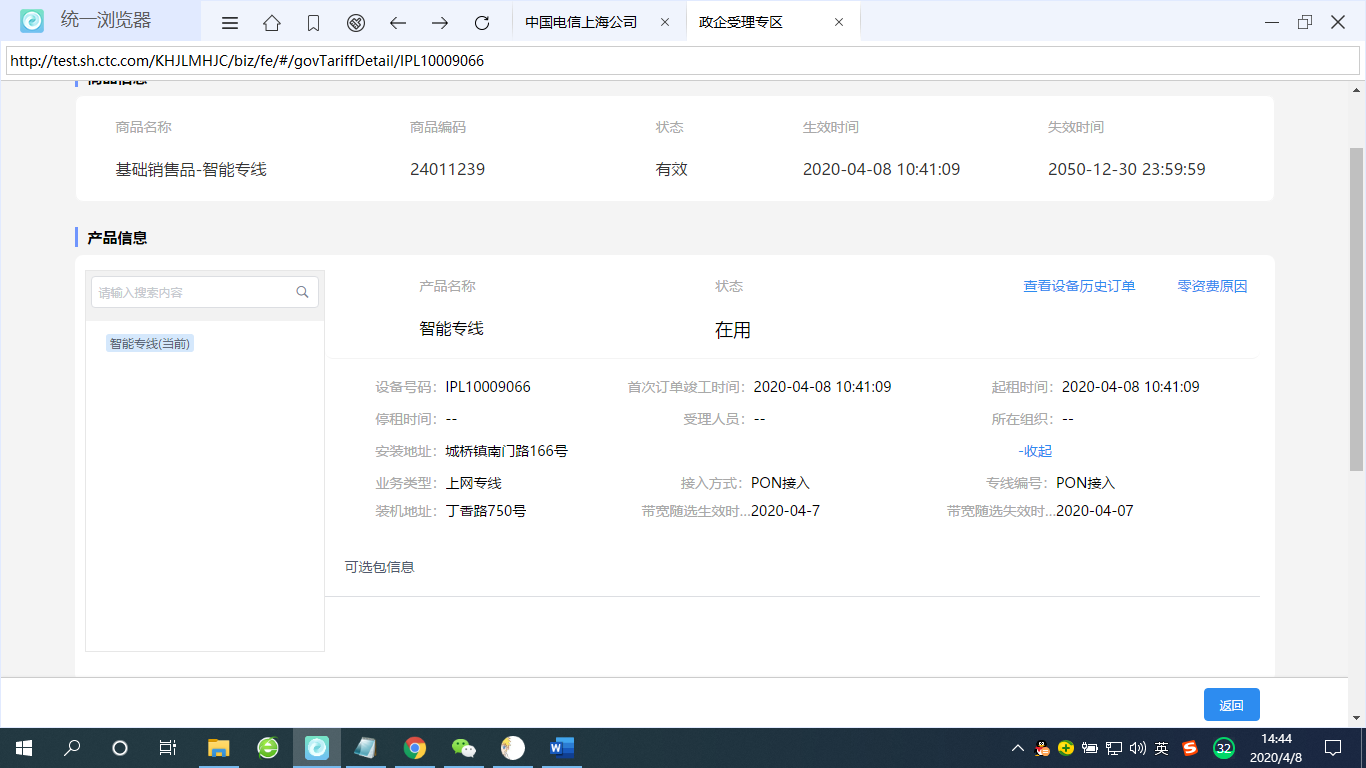 统一浏览器 中国电信上海公司 政企受理专区
http://test.sh.ctc.com/KHJLMHJC/biz/fe/#/govTariffDetail/IPL10009066
商品信息
商品名称 商品编码 状态 生效时间 失效时间
基础销售品-智能专线 24011239 有效 2020-04-08 10:41:09 2050-12-30 23:59:59
产品信息
请输入搜索内容 产品名称 状态 查看设备历史订单 零资费原因
智能专线 在用
智能专线(当前)
设备号码: IPL10009066 首次订单竣工时间: 2020-04-08 10:41:09 起租时间: 2020-04-08 10:41:09
停租时间: -- 受理人员: -- 所在组织: --
安装地址: 城桥镇南门路166号 -收起
业务类型: 上网专线 接入方式: PON接入 专线编号: PON接入
装机地址: 丁香路750号 带宽随选生效时...2020-04-7 带宽随选失效时...2020-04-07
可选包信息
返回
英 32 14:44
2020/4/8